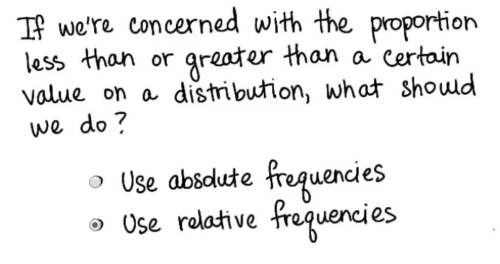 If we're concerned with the proportion
less than or greater than a certain
value on a distribution, what should
we do?
Use absolute frequencies
Use relative frequencies